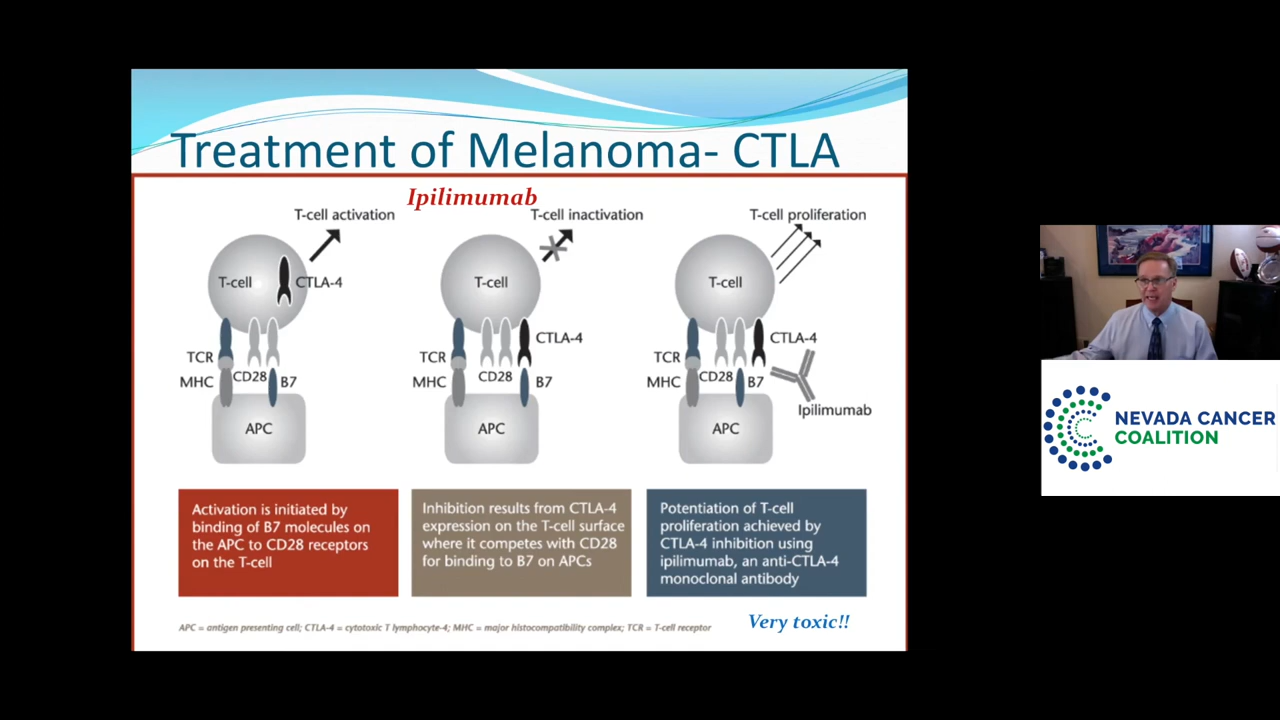 Treatment of Melanoma- CTLA
Ipilimumab
T-cell activation
T-cell
CTLA-4
TCR
MHC
CD28
B7
APC
Activation is initiated by
binding of B7 molecules on
the APC to CD28 receptors
on the T-cell
T-cell inactivation
T-cell
CTLA-4
TCR
MHC
CD28
B7
APC
Inhibition results from CTLA-4
expression on the T-cell surface
where it competes with CD28
for binding to B7 on APCs
T-cell proliferation
T-cell
CTLA-4
TCR
MHC
CD28
B7
Ipilimumab
APC
Potentiation of T-cell
proliferation achieved by
CTLA-4 inhibition using
ipilimumab, an anti-CTLA-4
monoclonal antibody
Very toxic!!
APC = antigen presenting cell; CTLA-4 = cytotoxic T lymphocyte-4; MHC = major histocompatibility complex; TCR = T-cell receptor
NEVADA CANCER
COALITION